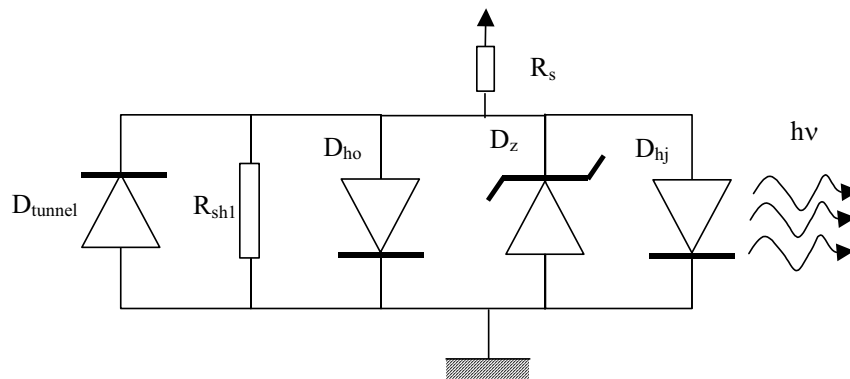 R_s
D_ho
D_z
D_hj
hν
D_tunnel
R_sh1